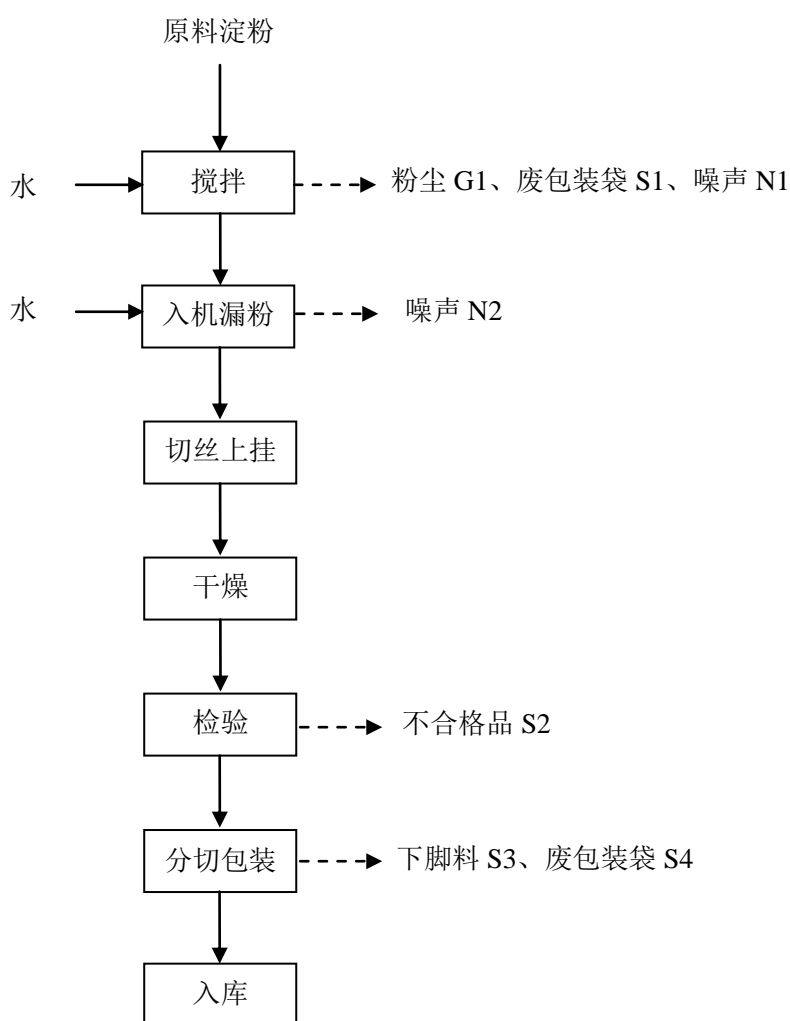 原料淀粉
水
搅拌
粉尘 G1、废包装袋 S1、噪声 N1
水
入机漏粉
噪声 N2
切丝上挂
干燥
检验
不合格品 S2
分切包装
下脚料 S3、废包装袋 S4
入库